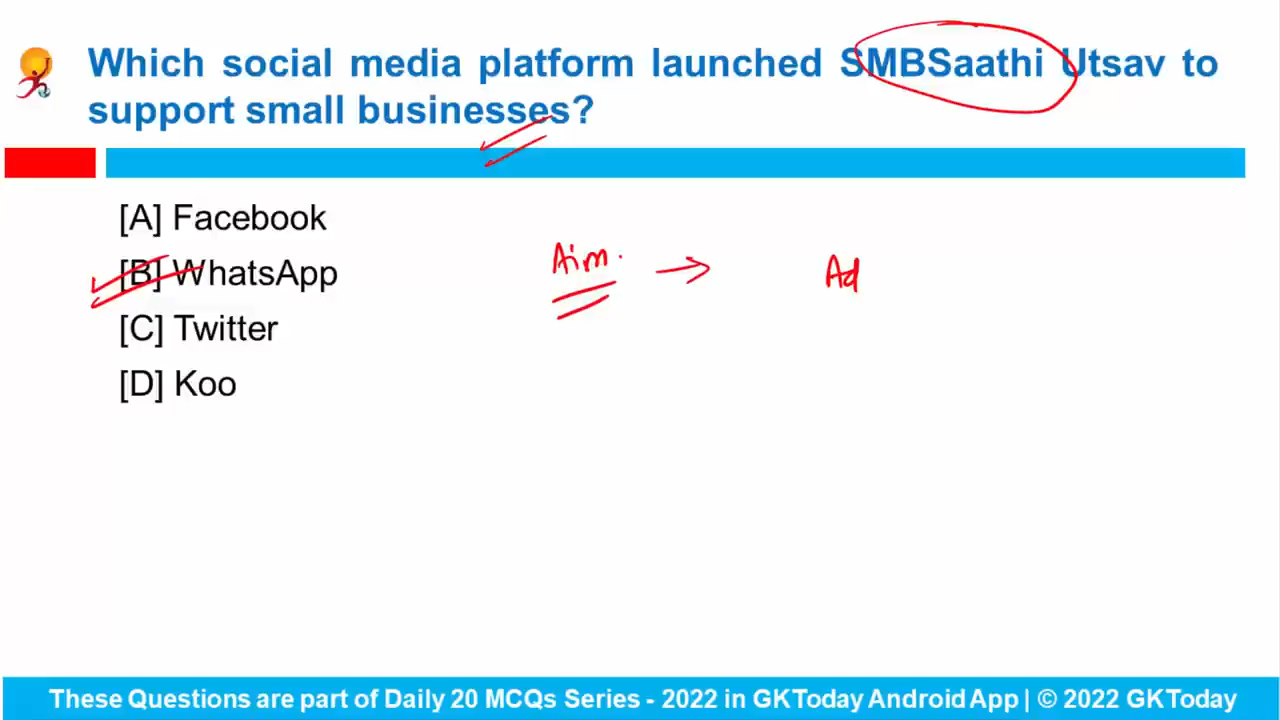 Which social media platform launched SMBSaathi Utsav to
support small businesses?
[A] Facebook
[B] WhatsApp
[C] Twitter
[D] Koo
Aim. → Ad
These Questions are part of Daily 20 MCQs Series - 2022 in GKToday Android App | © 2022 GKToday